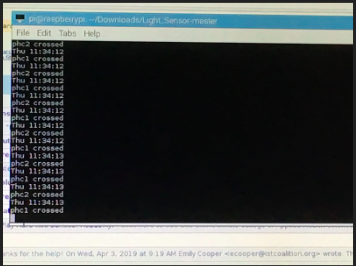 pi@raspberrypi: ~/Downloads/Light_Sensor-master
File Edit Tabs Help
phc2 crossed
Thu 11:34:12
phc1 crossed
Thu 11:34:12
phc2 crossed
Thu 11:34:12
phc1 crossed
Thu 11:34:12
phc2 crossed
Thu 11:34:12
phc1 crossed
Thu 11:34:12
phc2 crossed
Thu 11:34:12
phc1 crossed
Thu 11:34:13
phc2 crossed
Thu 11:34:13
phc1 crossed
Thu 11:34:13
phc2 crossed
Thu 11:34:13
phc1 crossed
anks for the help! On Wed, Apr 3, 2019 at 9:19 AM Emily Cooper <ecooper@istcoalition.org> wrote: Th